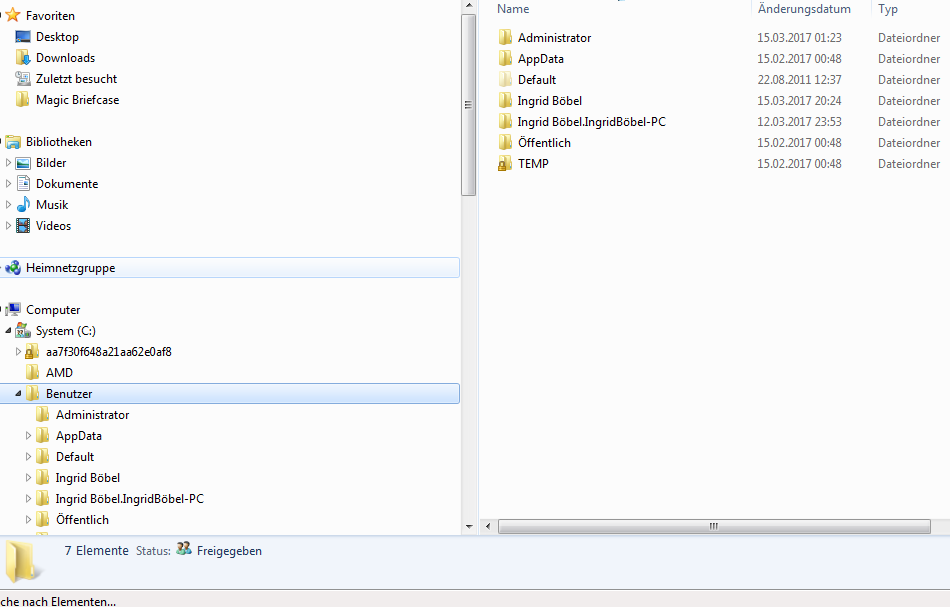 Favoriten
Desktop
Downloads
Zuletzt besucht
Magic Briefcase
Bibliotheken
Bilder
Dokumente
Musik
Videos
Heimnetzgruppe
Computer
System (C:)
aa7f30f648a21aa62e0af8
AMD
Benutzer
Administrator
AppData
Default
Ingrid Böbel
Ingrid Böbel.IngridBöbel-PC
Öffentlich
Name Änderungsdatum Typ
Administrator 15.03.2017 01:23 Dateiordner
AppData 15.02.2017 00:48 Dateiordner
Default 22.08.2011 12:37 Dateiordner
Ingrid Böbel 15.03.2017 20:24 Dateiordner
Ingrid Böbel.IngridBöbel-PC 12.03.2017 23:53 Dateiordner
Öffentlich 15.02.2017 00:48 Dateiordner
TEMP 15.02.2017 00:48 Dateiordner
7 Elemente Status: Freigegeben
che nach Elementen...